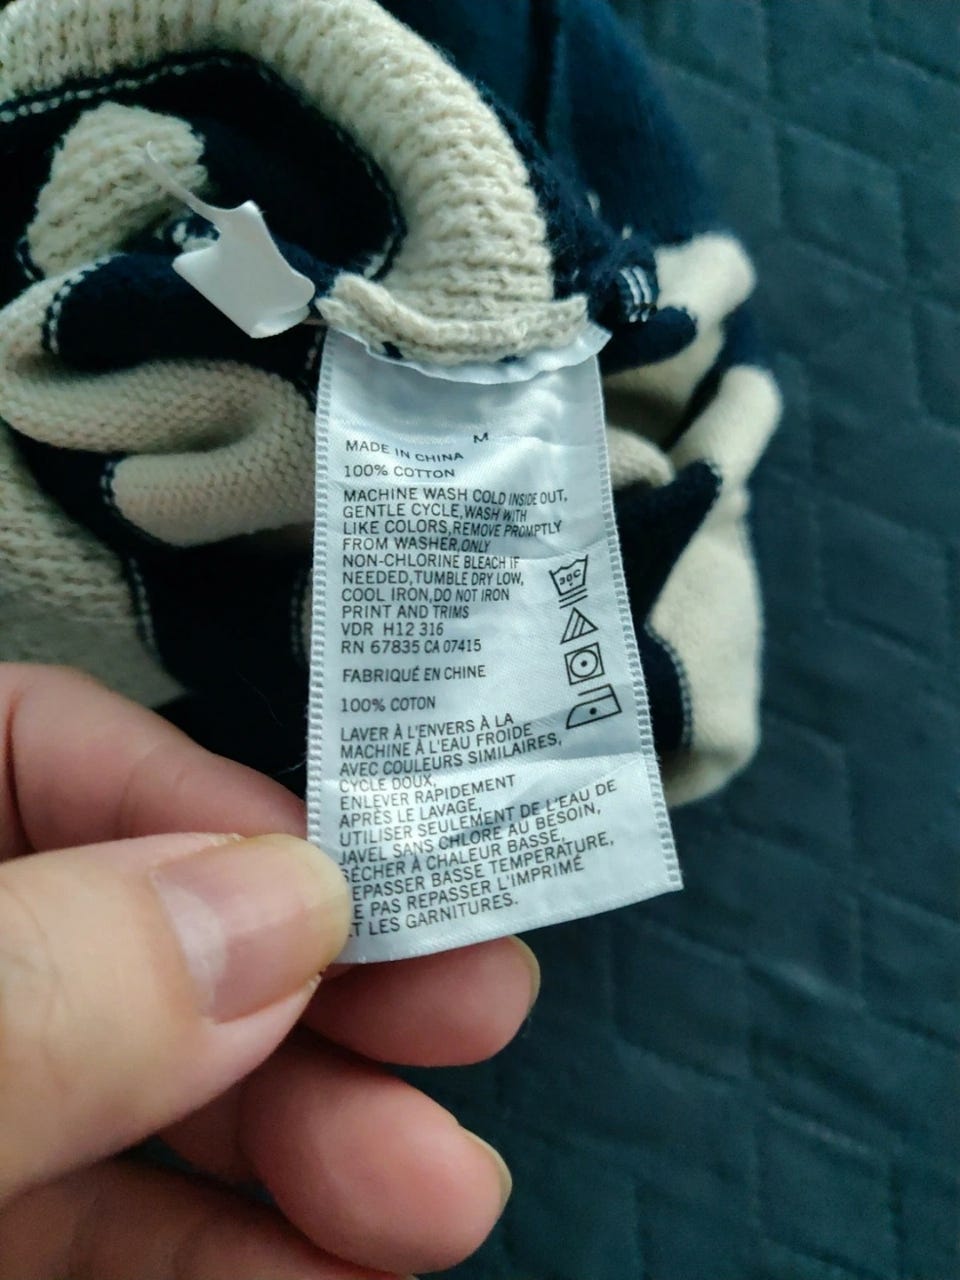 M
MADE IN CHINA
100% COTTON
MACHINE WASH COLD INSIDE OUT,
GENTLE CYCLE, WASH WITH
LIKE COLORS, REMOVE PROMPTLY
FROM WASHER, ONLY
NON-CHLORINE BLEACH IF
NEEDED, TUMBLE DRY LOW,
COOL IRON, DO NOT IRON
PRINT AND TRIMS
VDR H12 316
RN 67835 CA 07415
30C
FABRIQUÉ EN CHINE
100% COTON
LAVER À L'ENVERS À LA
MACHINE À L'EAU FROIDE
AVEC COULEURS SIMILAIRES,
CYCLE DOUX,
ENLEVER RAPIDEMENT
APRÈS LE LAVAGE,
UTILISER SEULEMENT DE L'EAU DE
JAVEL SANS CHLORE AU BESOIN,
SÉCHER À CHALEUR BASSE,
EPASSER BASSE TEMPÉRATURE,
E PAS REPASSER L'IMPRIMÉ
ET LES GARNITURES.